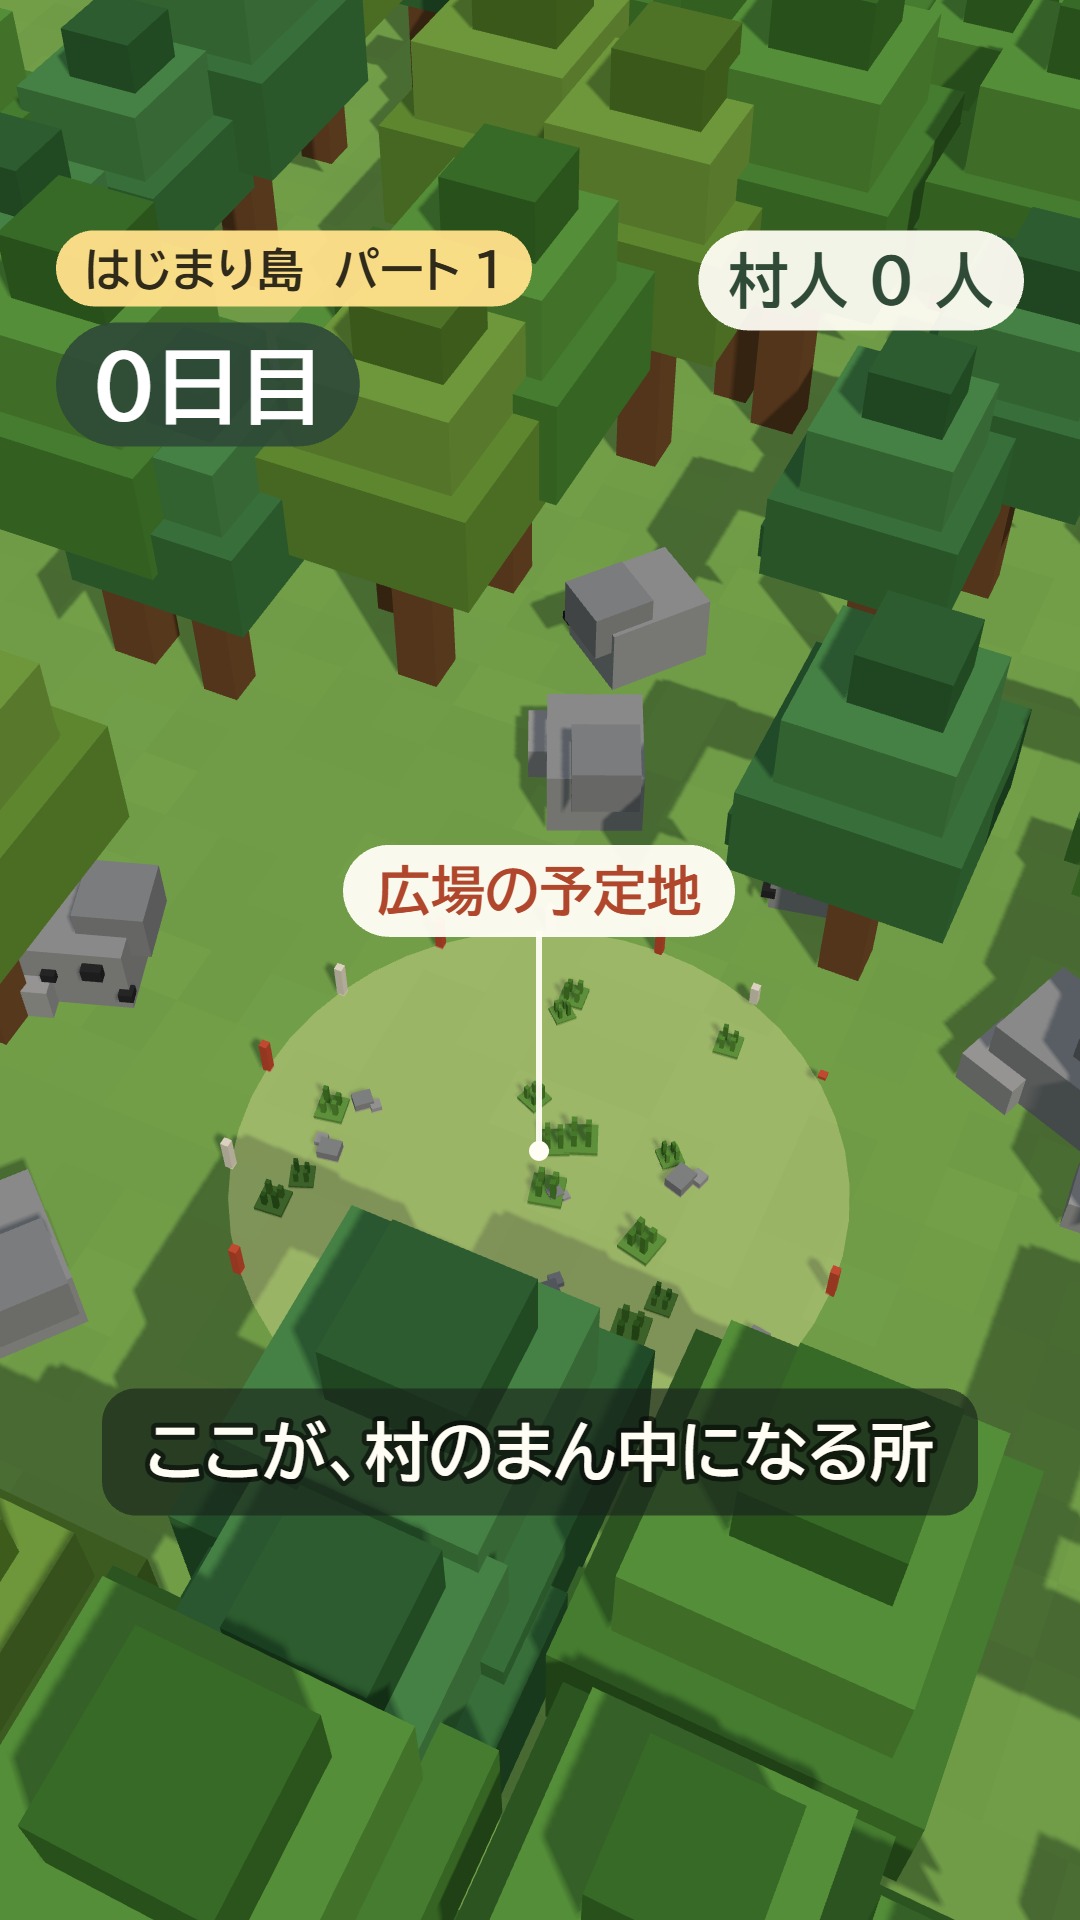 はじまり島 パート1
0日目
村人 0 人
広場の予定地
ここが、村のまん中になる所